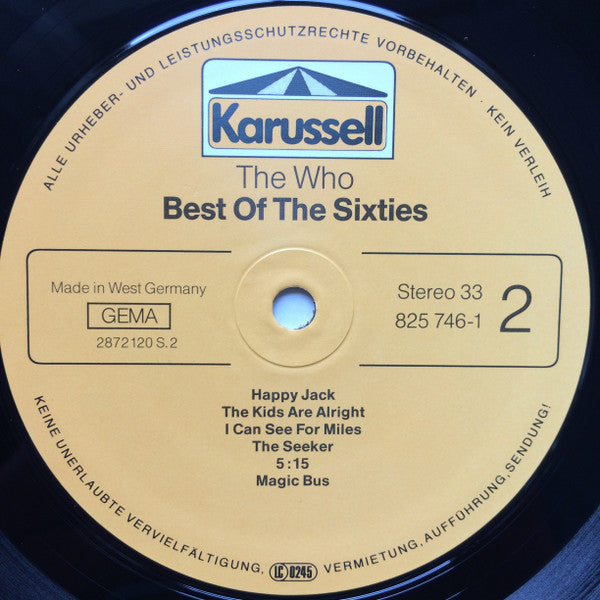 ALLE URHEBER- UND LEISTUNGSSCHUTZRECHTE VORBEHALTEN · KEIN VERLEIH
Karussell
The Who
Best Of The Sixties
Made in West Germany
GEMA
2872120 S.2
Stereo 33
825 746-1
2
Happy Jack
The Kids Are Alright
I Can See For Miles
The Seeker
5:15
Magic Bus
KEINE UNERLAUBTE VERVIELFÄLTIGUNG, VERMIETUNG, AUFFÜHRUNG, SENDUNG!
LC 0245